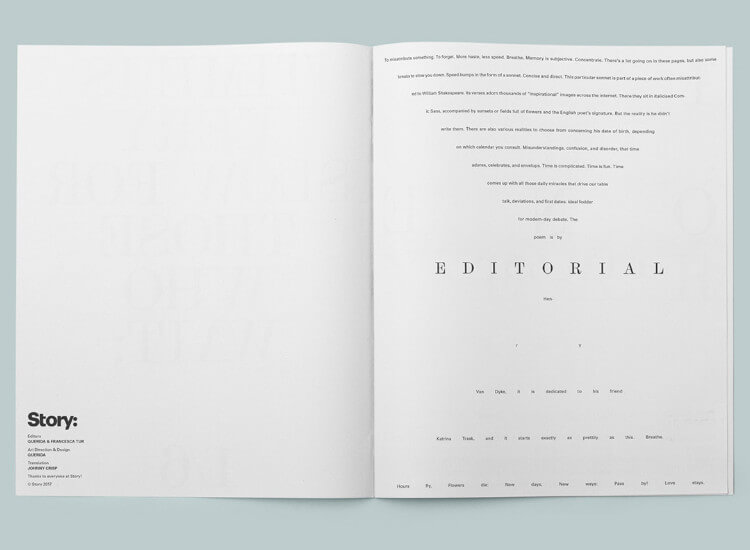 Story:
Editors
QUERIDA & FRANCESCA TUR
Art Direction & Design
QUERIDA
Translation
JOHNNY CRISP
Thanks to everyone at Story!
© Story 2017
To misattribute something. To forget. More haste, less speed. Breathe. Memory is subjective. Concentrate. There's a lot going on in these pages, but also some
breaks to slow you down. Speed bumps in the form of a sonnet. Concise and direct. This particular sonnet is part of a piece of work often misattribut
ed to William Shakespeare. Its verses adorn thousands of "inspirational" images across the internet. There they sit in italicised Com
ic Sans, accompanied by sunsets or fields full of flowers and the English poet's signature. But the reality is he didn't
write them. There are also various realities to choose from concerning his date of birth, depending
on which calendar you consult. Misunderstandings, confusion, and disorder, that time
adores, celebrates, and envelops. Time is complicated. Time is fun. Time
comes up with all those daily miracles that drive our table
talk, deviations, and first dates: ideal fodder
for modern-day debate. The
poem is by
EDITORIAL
Hen-
r y
Van Dyke, it is dedicated to his friend
Katrina Trask, and it starts exactly as prettily as this. Breathe.
Hours fly, Flowers die: New days, New ways: Pass by! Love stays.